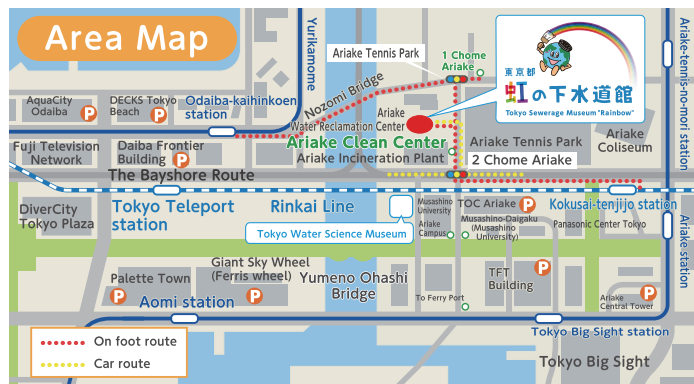 Area Map
Yurikamome
Ariake Tennis Park
1 Chome
Ariake
東京都
虹の下水道館
Tokyo Sewerage Museum "Rainbow"
Ariake-tennis-no-mori station
AquaCity
Odaiba
P
DECKS Tokyo
Beach
P
Odaiba-kaihinkoen
station
Nozomi Bridge
Ariake
Water Reclamation Center
Ariake Clean Center
Ariake Incineration Plant
Ariake Tennis Park
2 Chome Ariake
Ariake
Coliseum
Fuji Television
Network
Daiba Frontier
Building
P
The Bayshore Route
DiverCity
Tokyo Plaza
Tokyo Teleport
station
Rinkai Line
Tokyo Water Science Museum
Musashino
University
Ariake
Campus
TOC Ariake
P
Musashino-Daigaku
(Musashino
University)
Kokusai-tenjijo station
Panasonic Center Tokyo
Ariake station
Palette Town
P
Giant Sky Wheel
(Ferris wheel)
P
Aomi station
Yumeno Ohashi
Bridge
TFT
Building
P
To Ferry Port
Ariake
Central Tower
P
Tokyo Big Sight station
Tokyo Big Sight
On foot route
Car route